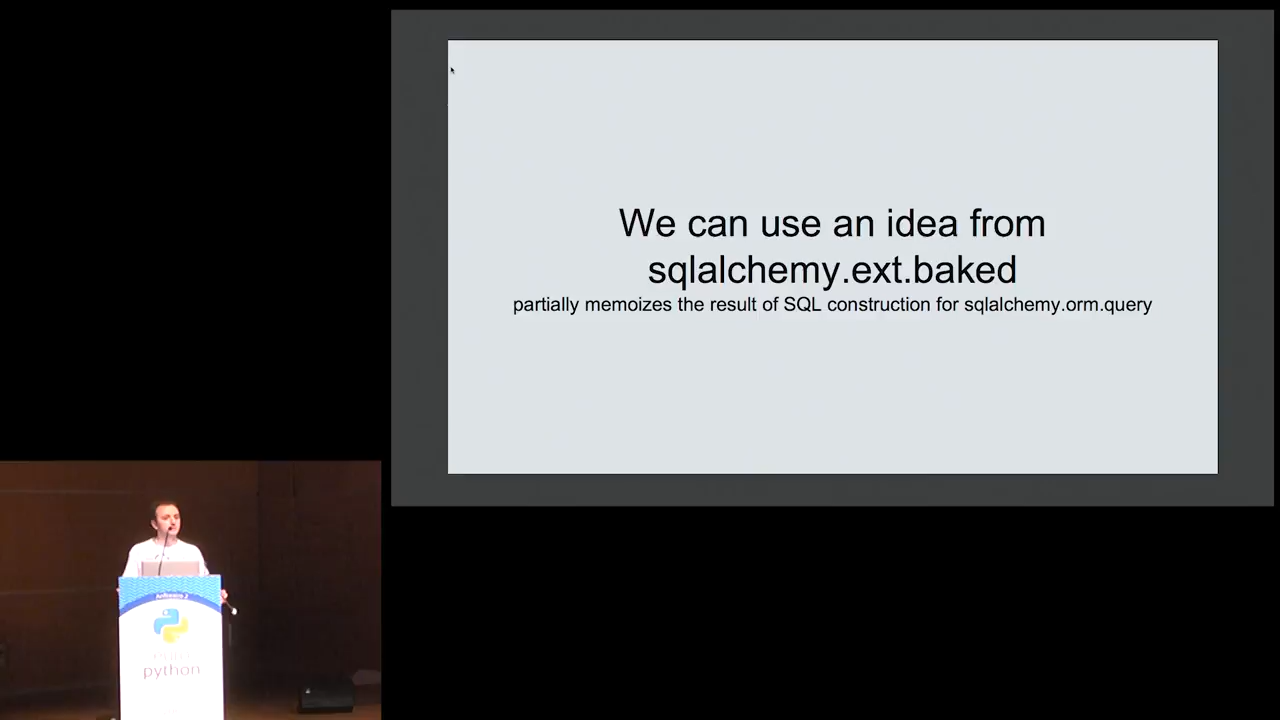 We can use an idea from
sqlalchemy.ext.baked
partially memoizes the result of SQL construction for sqlalchemy.orm.query
python